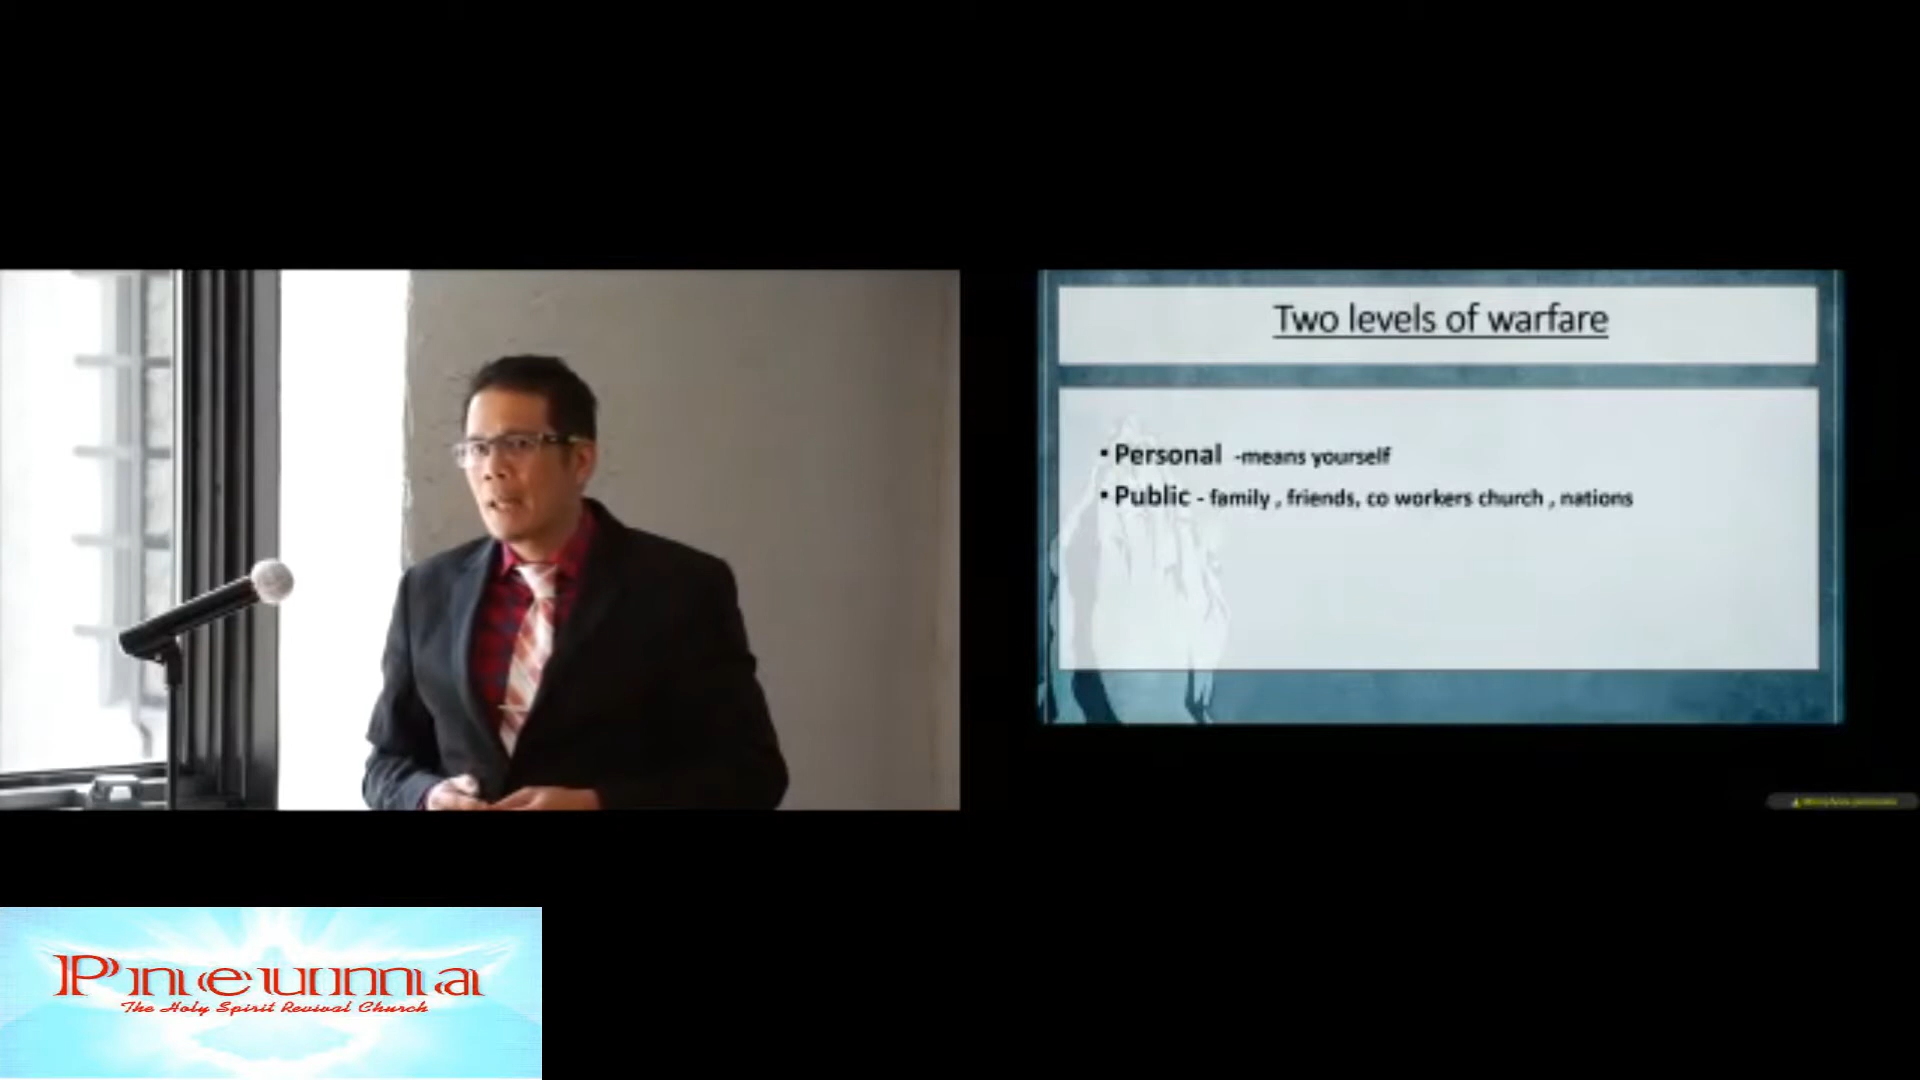 Two levels of warfare
▪ Personal -means yourself
▪ Public - family , friends, co workers church , nations
Pneuma
The Holy Spirit Revival Church